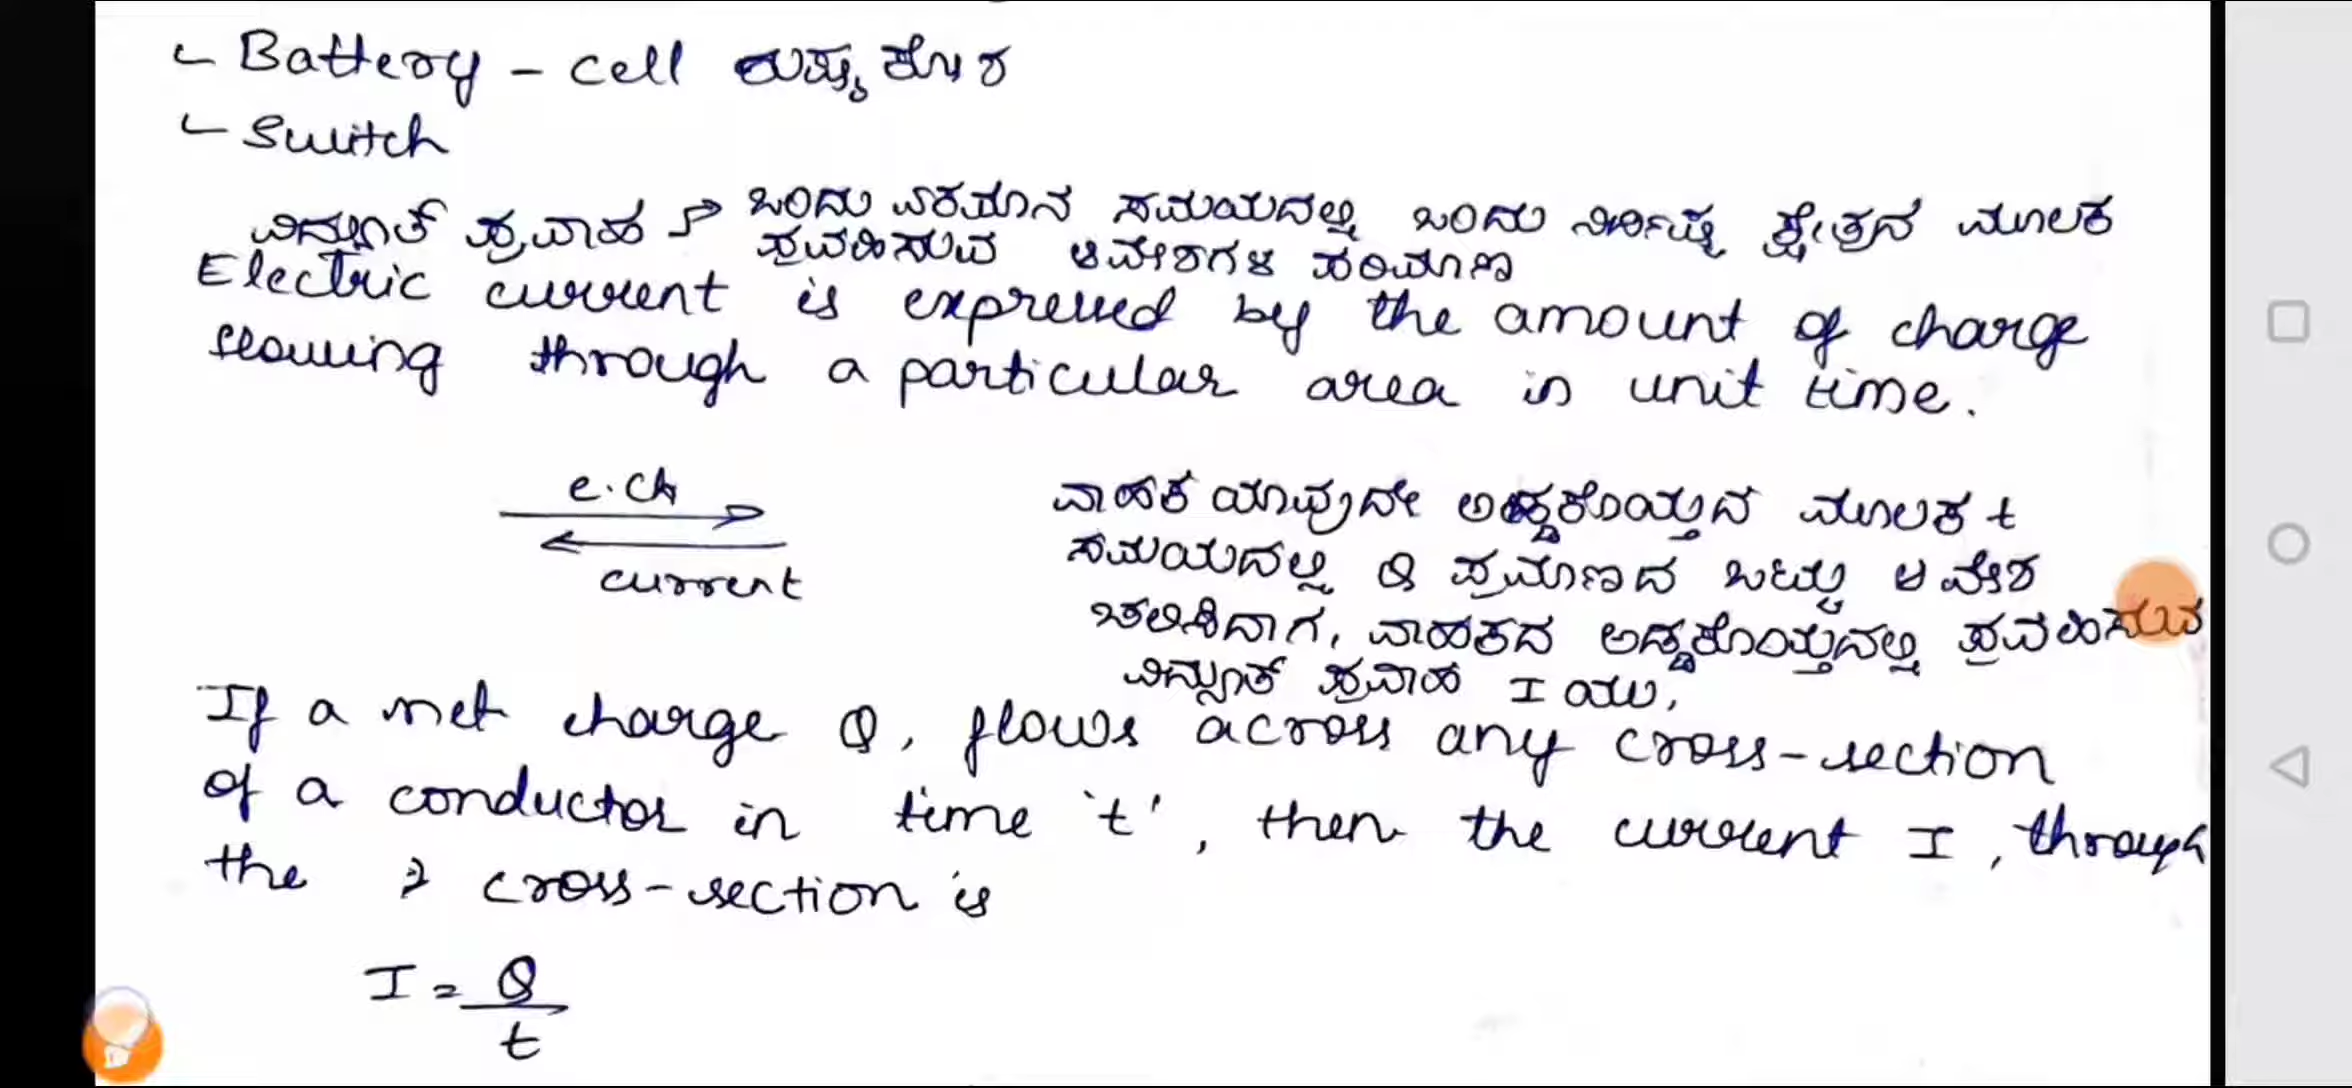 Battery - cell ಶುಷ್ಕ ಕೋಶ
Switch
ವಿದ್ಯುತ್ ಪ್ರವಾಹ → ಒಂದು ಏಕಮಾನ ಸಮಯದಲ್ಲಿ ಒಂದು ನಿರ್ದಿಷ್ಟ ಕ್ಷೇತ್ರದ ಮೂಲಕ
ಪ್ರವಹಿಸುವ ಆವೇಶಗಳ ಪರಿಮಾಣ
Electric current is expressed by the amount of charge
flowing through a particular area in unit time.
e. ch
current
ವಾಹಕ ಯಾವುದೇ ಅಡ್ಡಕೊಯ್ತದ ಮೂಲಕ t
ಸಮಯದಲ್ಲಿ Q ಪ್ರಮಾಣದ ಒಟ್ಟು ಆವೇಶ
ಚಲಿಸಿದಾಗ, ವಾಹಕದ ಅಡ್ಡಕೊಯ್ತದಲ್ಲಿ ಪ್ರವಹಿಸುವ
ವಿದ್ಯುತ್ ಪ್ರವಾಹ I ಯು,
If a net charge Q, flows across any cross-section
of a conductor in time 't', then the current I, through
the cross-section is
I = Q
t